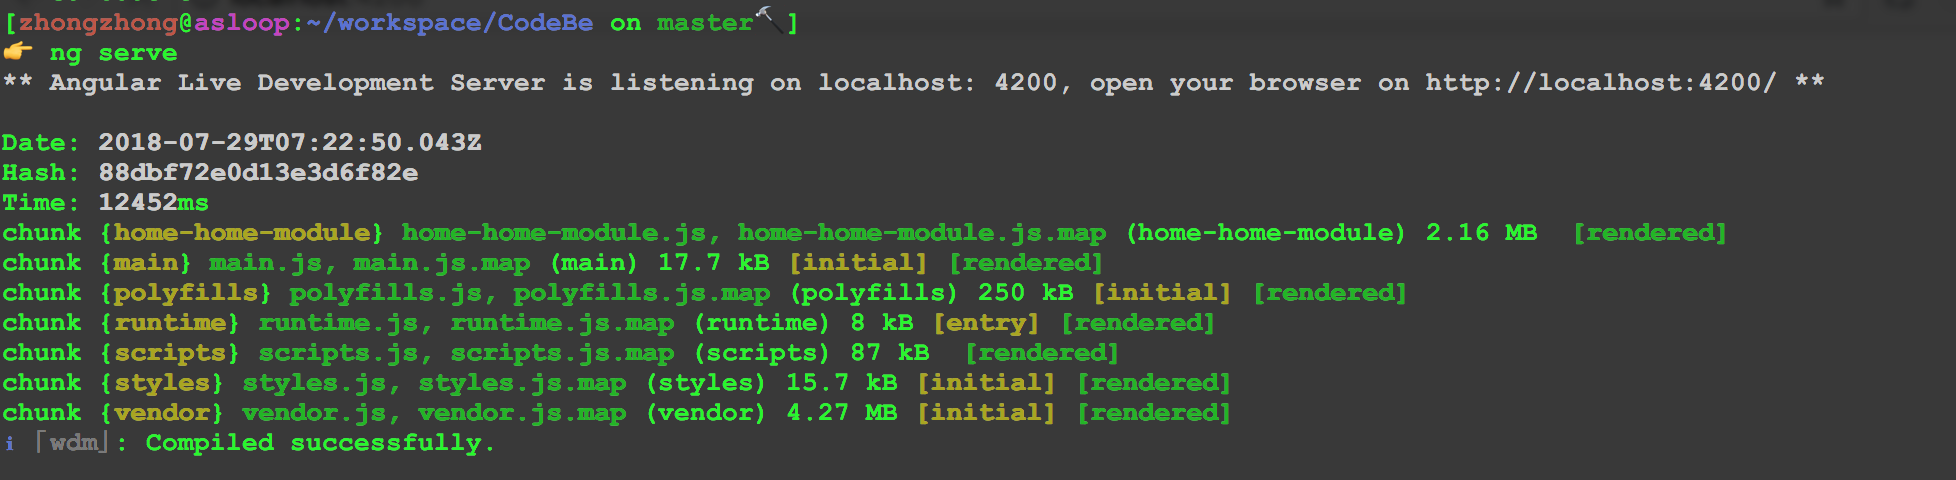 [zhongzhong@asloop:~/workspace/CodeBe on master🔨]
👉 ng serve
** Angular Live Development Server is listening on localhost: 4200, open your browser on http://localhost:4200/ **
Date: 2018-07-29T07:22:50.043Z
Hash: 88dbf72e0d13e3d6f82e
Time: 12452ms
chunk {home-home-module} home-home-module.js, home-home-module.js.map (home-home-module) 2.16 MB  [rendered]
chunk {main} main.js, main.js.map (main) 17.7 kB [initial] [rendered]
chunk {polyfills} polyfills.js, polyfills.js.map (polyfills) 250 kB [initial] [rendered]
chunk {runtime} runtime.js, runtime.js.map (runtime) 8 kB [entry] [rendered]
chunk {scripts} scripts.js, scripts.js.map (scripts) 87 kB  [rendered]
chunk {styles} styles.js, styles.js.map (styles) 15.7 kB [initial] [rendered]
chunk {vendor} vendor.js, vendor.js.map (vendor) 4.27 MB [initial] [rendered]
ℹ ｢wdm｣: Compiled successfully.